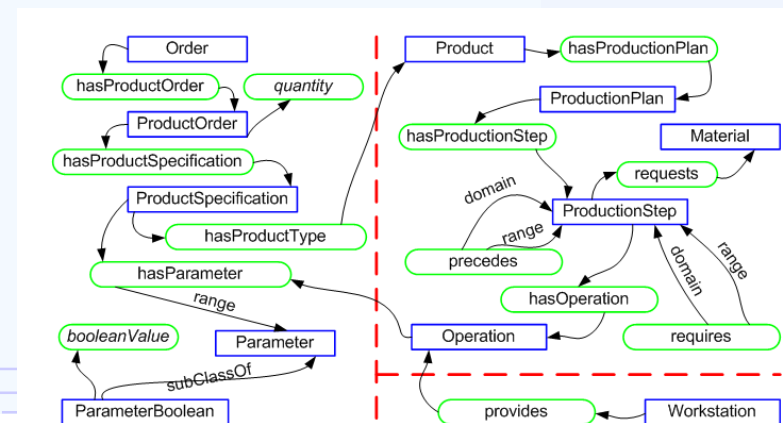 Order
hasProductOrder
quantity
ProductOrder
hasProductSpecification
ProductSpecification
hasProductType
hasParameter
range
booleanValue
Parameter
subClassOf
ParameterBoolean
Product
hasProductionPlan
ProductionPlan
hasProductionStep
Material
requests
domain
ProductionStep
range
precedes
domain
range
hasOperation
Operation
requires
provides
Workstation